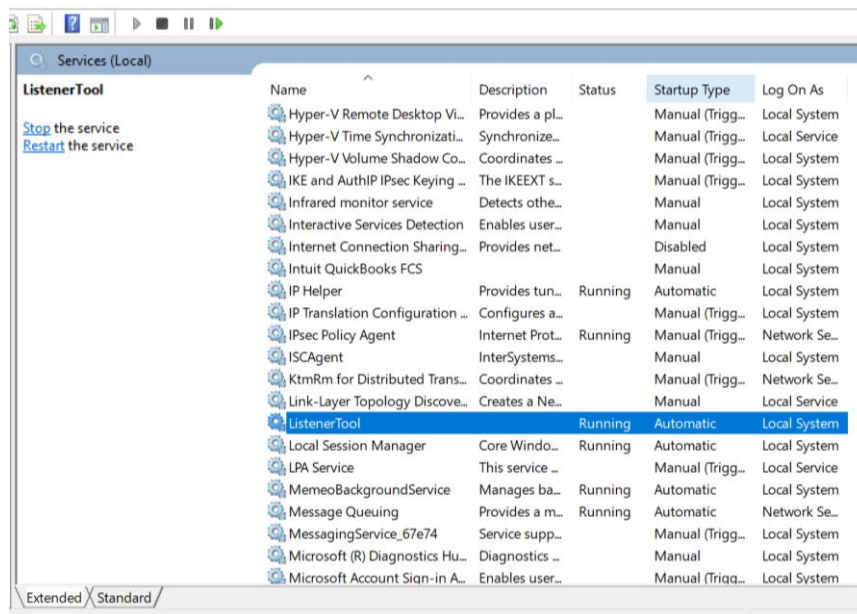 Services (Local)
ListenerTool
Stop the service
Restart the service
Name Description Status Startup Type Log On As
Hyper-V Remote Desktop Vi... Provides a pl... Manual (Trigg... Local System
Hyper-V Time Synchronizati... Synchronize... Manual (Trigg... Local Service
Hyper-V Volume Shadow Co... Coordinates ... Manual (Trigg... Local System
IKE and AuthIP IPsec Keying ... The IKEEXT s... Manual (Trigg... Local System
Infrared monitor service Detects othe... Manual Local System
Interactive Services Detection Enables user... Manual Local System
Internet Connection Sharing... Provides net... Disabled Local System
Intuit QuickBooks FCS Manual Local System
IP Helper Provides tun... Running Automatic Local System
IP Translation Configuration ... Configures a... Manual (Trigg... Local System
IPsec Policy Agent Internet Prot... Running Manual (Trigg... Network Se...
ISCAgent InterSystems... Manual Local System
KtmRm for Distributed Trans... Coordinates ... Manual (Trigg... Network Se...
Link-Layer Topology Discove... Creates a Ne... Manual Local Service
ListenerTool Running Automatic Local System
Local Session Manager Core Windo... Running Automatic Local System
LPA Service This service ... Manual (Trigg... Local Service
MemeoBackgroundService Manages ba... Running Automatic Local System
Message Queuing Provides a m... Running Automatic Network Se...
MessagingService_67e74 Service supp... Manual (Trigg... Local System
Microsoft (R) Diagnostics Hu... Diagnostics ... Manual Local System
Microsoft Account Sign-in A... Enables user... Manual (Trigg... Local System
Extended Standard